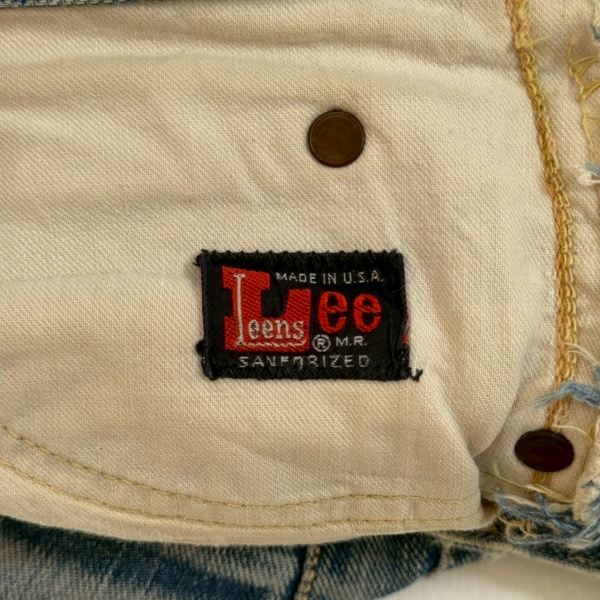 MADE IN U.S.A.
Lee
Leens
® M.R.
SANFORIZED